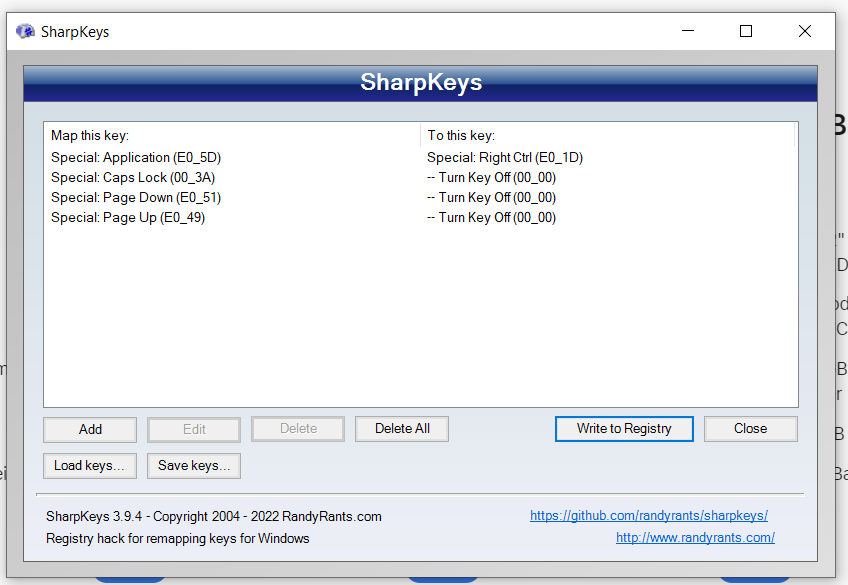 SharpKeys
SharpKeys
Map this key: To this key:
Special: Application (E0_5D) Special: Right Ctrl (E0_1D)
Special: Caps Lock (00_3A) -- Turn Key Off (00_00)
Special: Page Down (E0_51) -- Turn Key Off (00_00)
Special: Page Up (E0_49) -- Turn Key Off (00_00)
Add Edit Delete Delete All Write to Registry Close
Load keys... Save keys...
SharpKeys 3.9.4 - Copyright 2004 - 2022 RandyRants.com https://github.com/randyrants/sharpkeys/
Registry hack for remapping keys for Windows http://www.randyrants.com/